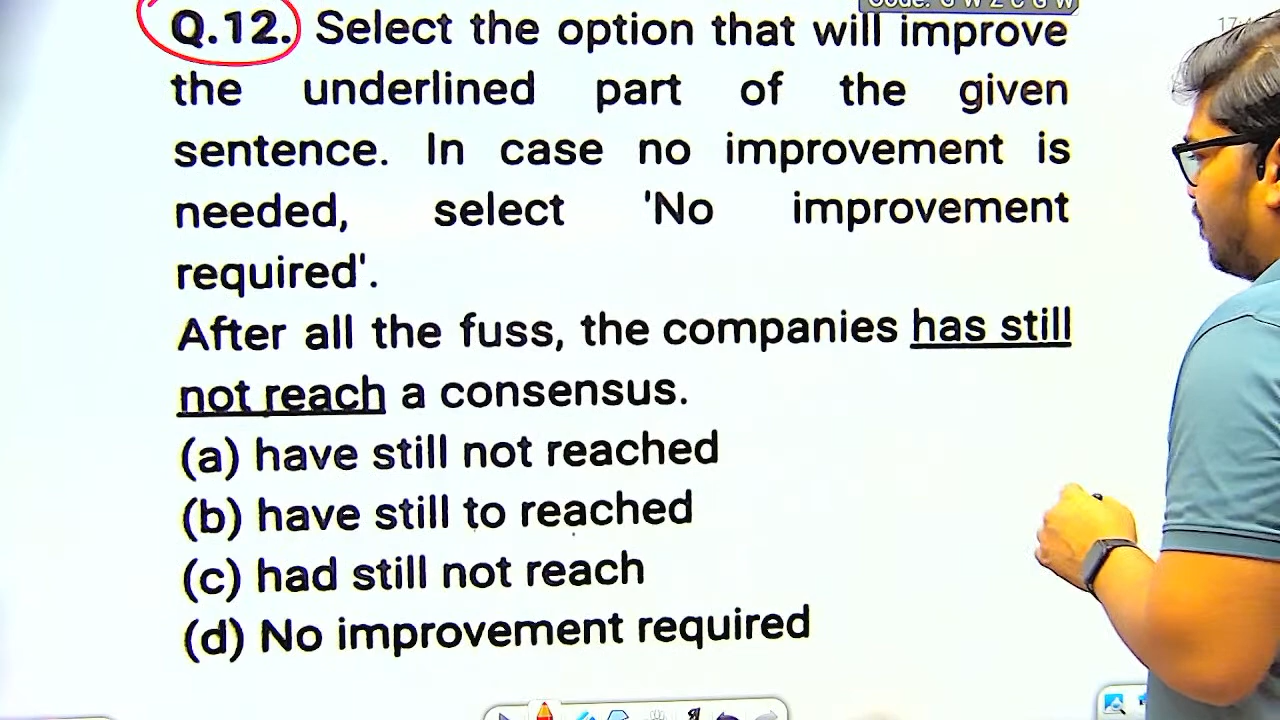 Q.12. Select the option that will improve
the underlined part of the given
sentence. In case no improvement is
needed, select 'No improvement
required'.
After all the fuss, the companies has still
not reach a consensus.
(a) have still not reached
(b) have still to reached
(c) had still not reach
(d) No improvement required